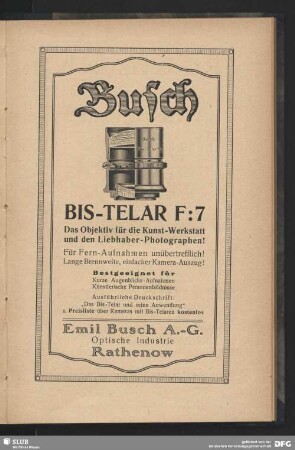 Busch
BIS-TELAR F:7
Das Objektiv für die Kunst-Werkstatt
und den Liebhaber-Photographen!
Für Fern-Aufnahmen unübertrefflich!
Lange Brennweite, einfacher Kamera-Auszug!
Bestgeeignet für
Kurze Augenblicks-Aufnahmen
Künstlerische Personenbildnisse
Ausführliche Druckschrift:
„Das Bis-Telar und seine Anwendung“
u. Preisliste über Kameras mit Bis-Telaren kostenlos
Emil Busch A.-G.
Optische Industrie
Rathenow
SLUB
Wir führen Wissen.
DFG